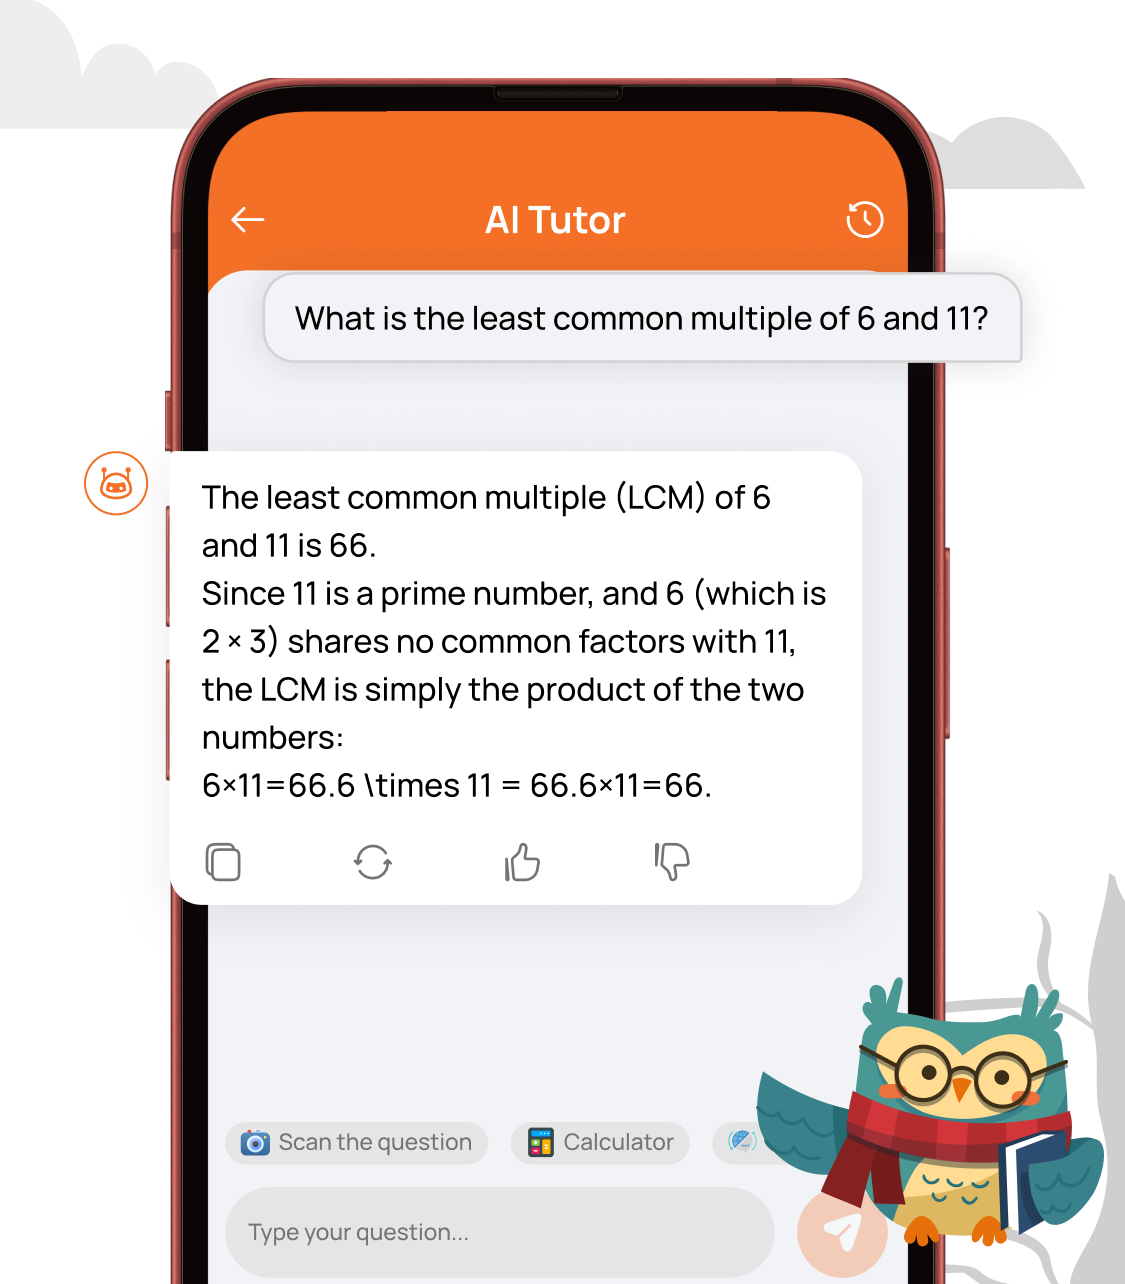 AI Tutor
What is the least common multiple of 6 and 11?
The least common multiple (LCM) of 6
and 11 is 66.
Since 11 is a prime number, and 6 (which is
2 × 3) shares no common factors with 11,
the LCM is simply the product of the two
numbers:
6×11=66.6 \times 11 = 66.6×11=66.
Scan the question
Calculator
Type your question...